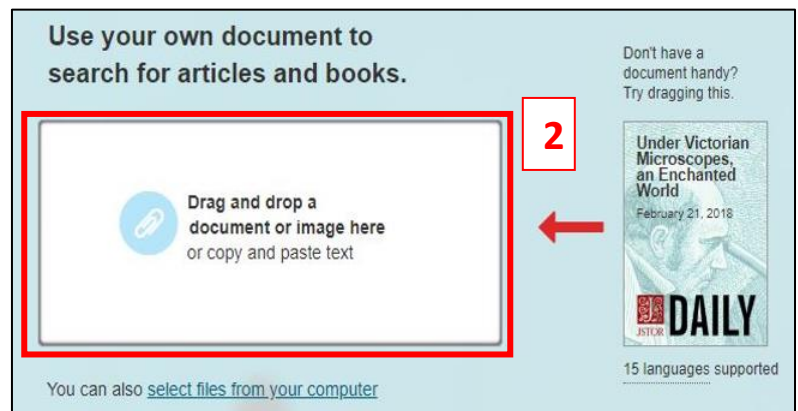 Use your own document to
search for articles and books.
2
Drag and drop a
document or image here
or copy and paste text
You can also select files from your computer
Don't have a
document handy?
Try dragging this.
Under Victorian
Microscopes,
an Enchanted
World
February 21, 2018
J
JSTOR
DAILY
15 languages supported